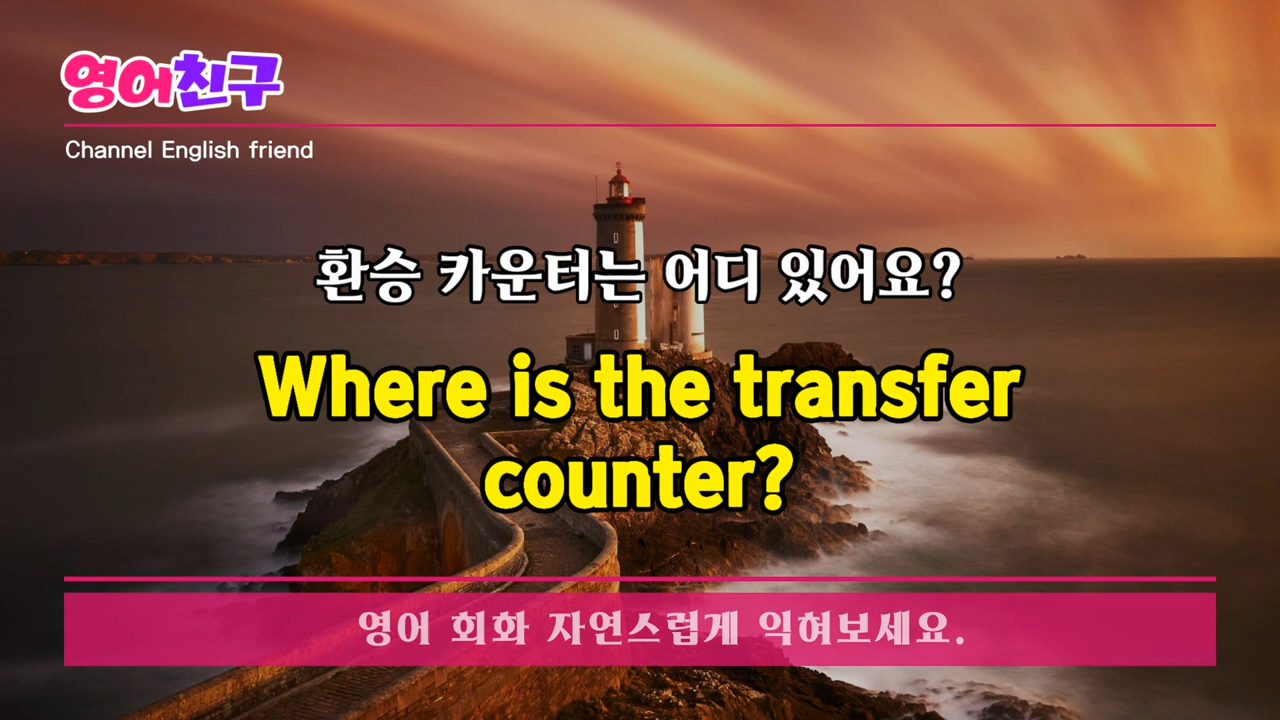 영어친구
Channel English friend
환승 카운터는 어디 있어요?
Where is the transfer
counter?
영어 회화 자연스럽게 익혀보세요.